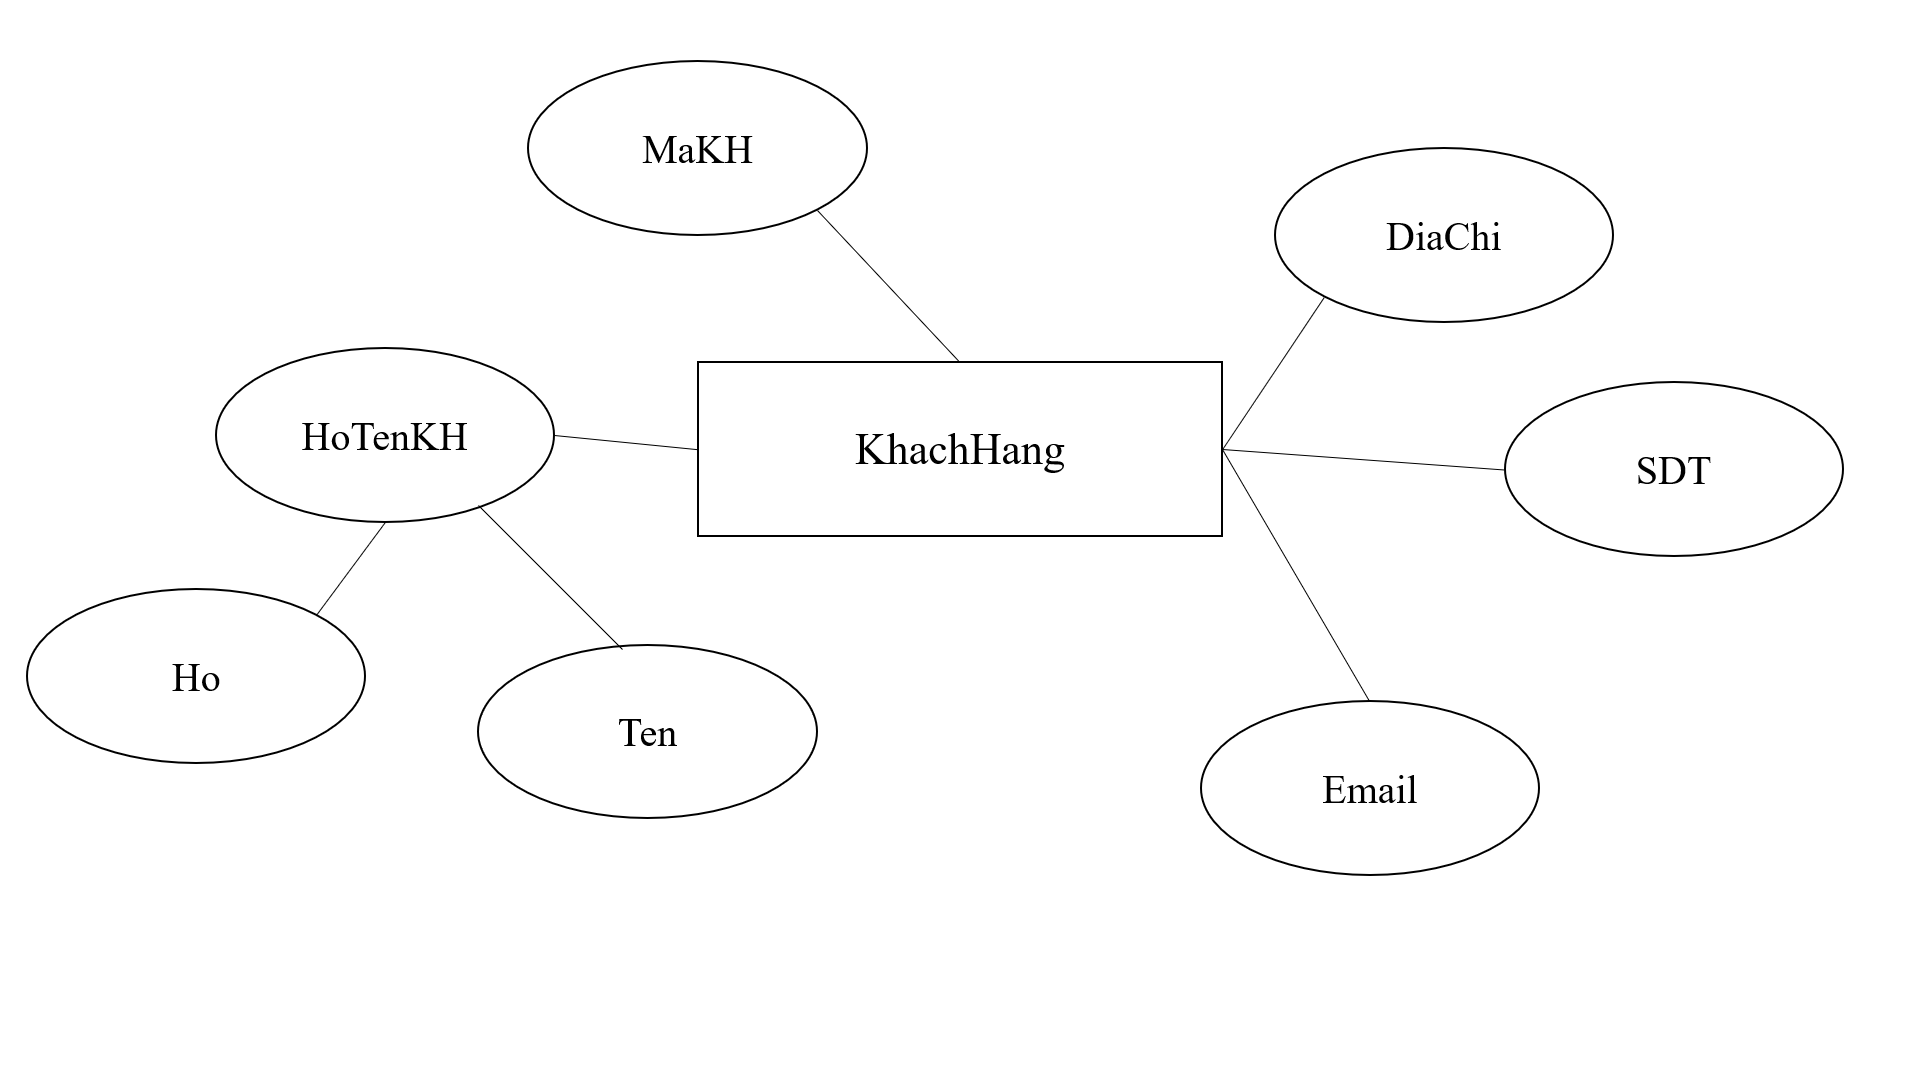 MaKH
DiaChi
HoTenKH
KhachHang
SDT
Ho
Ten
Email